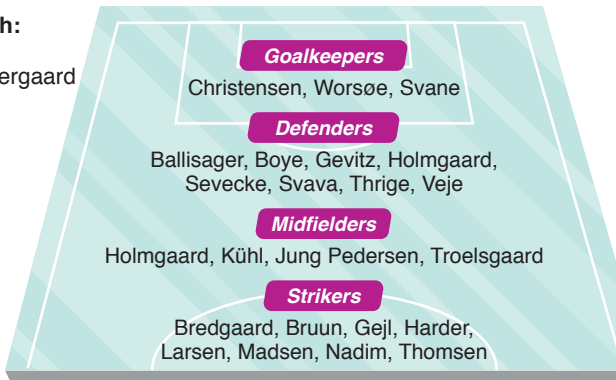 h:
ergaard
Goalkeepers
Christensen, Worsøe, Svane
Defenders
Ballisager, Boye, Gevitz, Holmgaard,
Sevecke, Svava, Thrige, Veje
Midfielders
Holmgaard, Kühl, Jung Pedersen, Troelsgaard
Strikers
Bredgaard, Bruun, Gejl, Harder,
Larsen, Madsen, Nadim, Thomsen